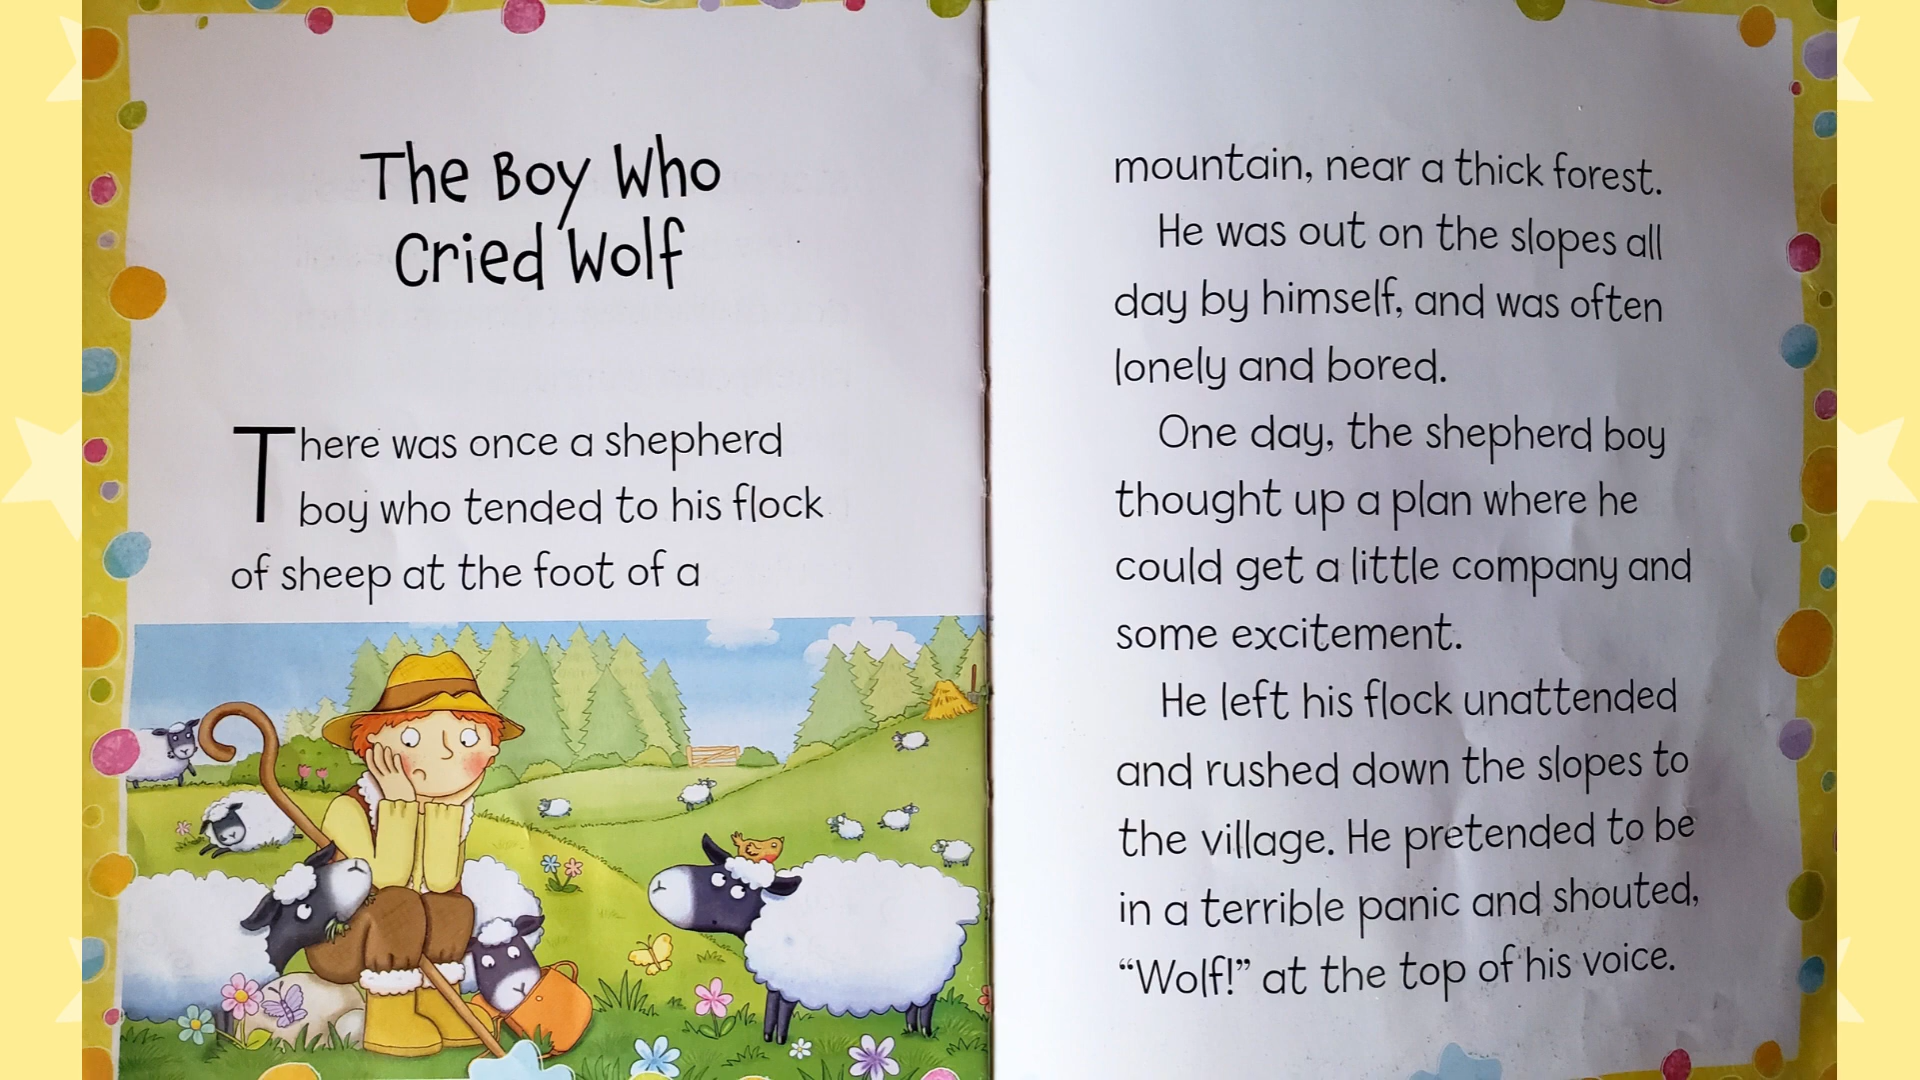 The Boy Who
Cried Wolf
There was once a shepherd
boy who tended to his flock
of sheep at the foot of a
mountain, near a thick forest.
He was out on the slopes all
day by himself, and was often
lonely and bored.
One day, the shepherd boy
thought up a plan where he
could get a little company and
some excitement.
He left his flock unattended
and rushed down the slopes to
the village. He pretended to be
in a terrible panic and shouted,
“Wolf!” at the top of his voice.